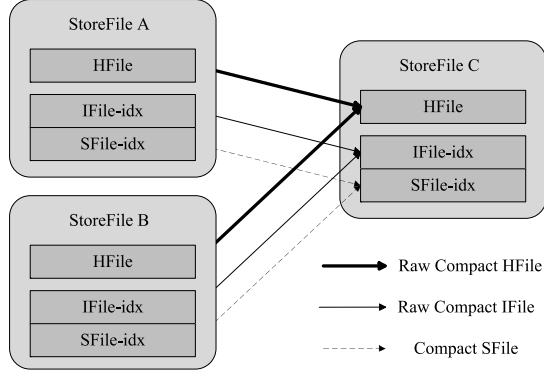 StoreFile A
HFile
IFile-idx
SFile-idx
StoreFile B
HFile
IFile-idx
SFile-idx
StoreFile C
HFile
IFile-idx
SFile-idx
Raw Compact HFile
Raw Compact IFile
Compact SFile